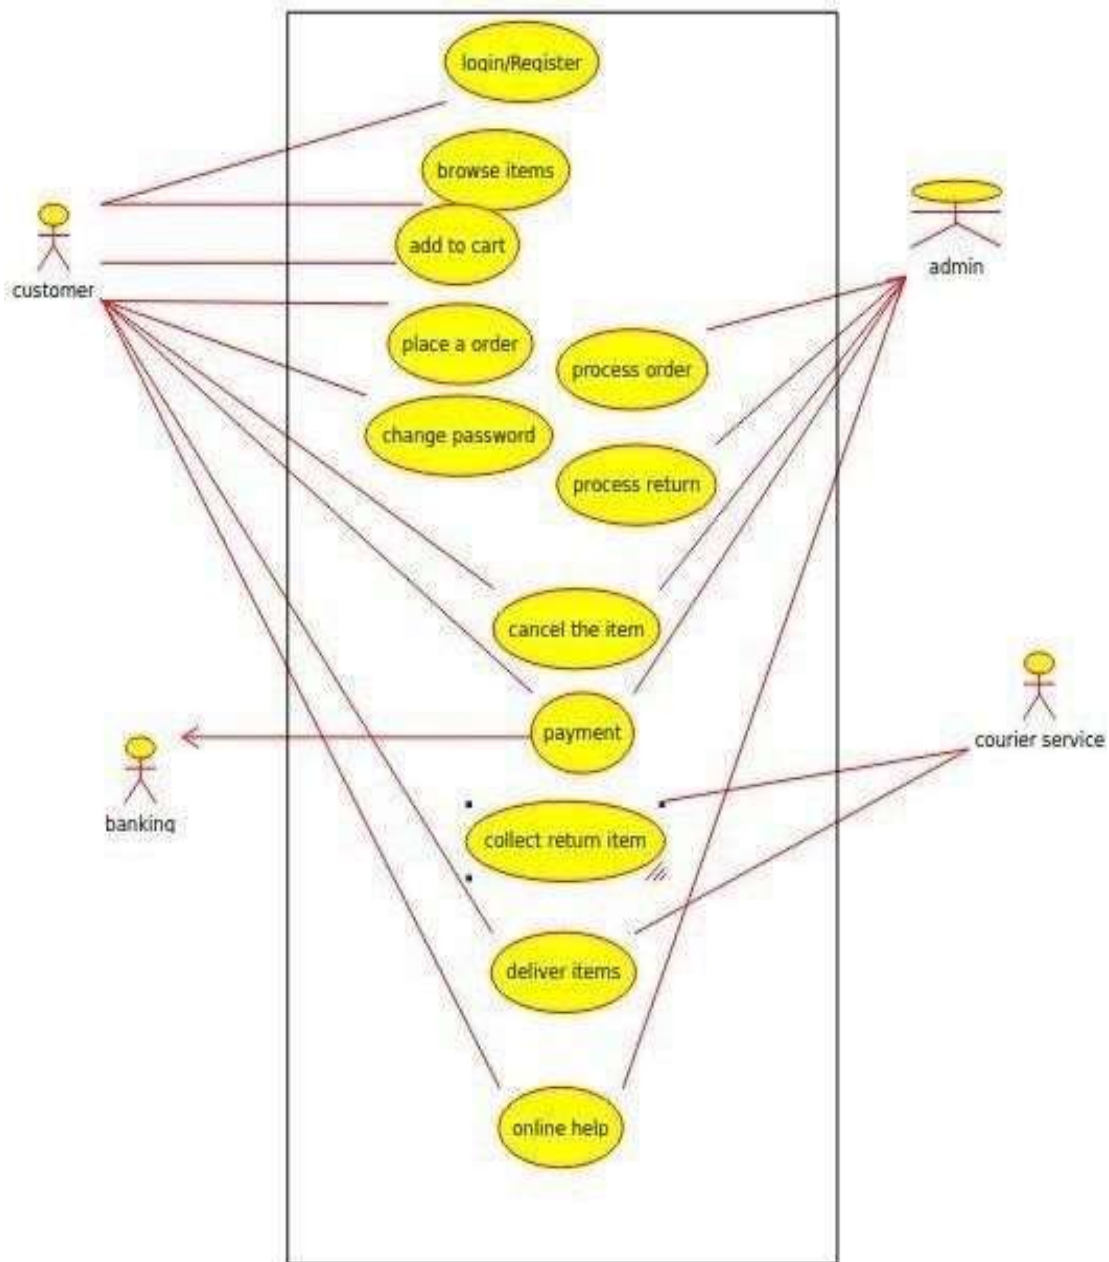 login/Register
browse items
add to cart
admin
customer
place a order
process order
change password
process return
cancel the item
payment
courier service
banking
collect return item
deliver items
online help